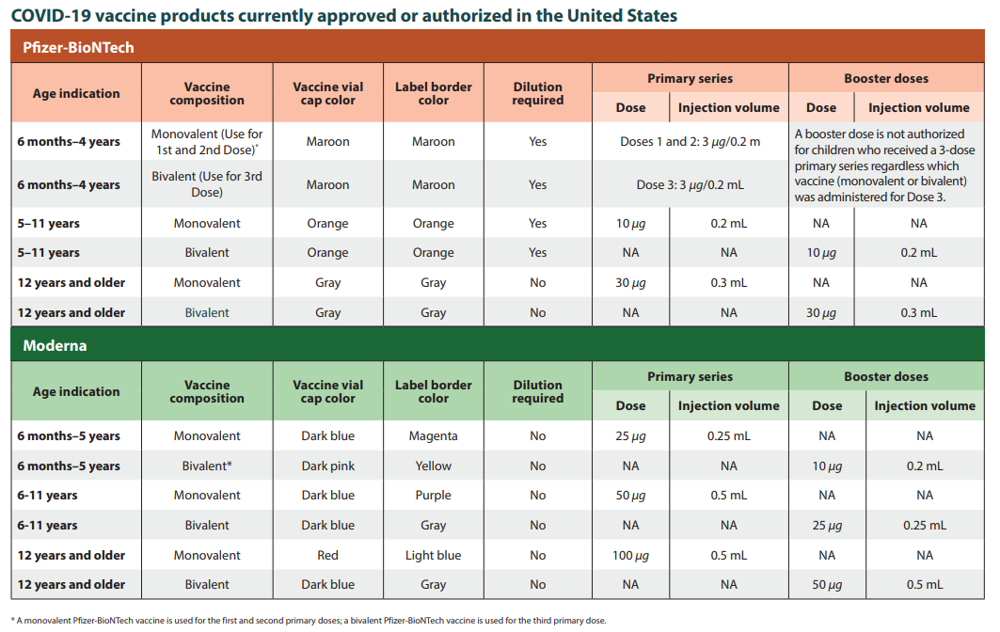 COVID-19 vaccine products currently approved or authorized in the United States
Pfizer-BioNTech
Age indication Vaccine composition Vaccine vial cap color Label border color Dilution required Primary series Booster doses
Dose Injection volume Dose Injection volume
6 months–4 years Monovalent (Use for 1st and 2nd Dose)* Maroon Maroon Yes Doses 1 and 2: 3 µg/0.2 m A booster dose is not authorized for children who received a 3-dose primary series regardless which vaccine (monovalent or bivalent) was administered for Dose 3.
6 months–4 years Bivalent (Use for 3rd Dose) Maroon Maroon Yes Dose 3: 3 µg/0.2 mL
5–11 years Monovalent Orange Orange Yes 10 µg 0.2 mL NA NA
5–11 years Bivalent Orange Orange Yes NA NA 10 µg 0.2 mL
12 years and older Monovalent Gray Gray No 30 µg 0.3 mL NA NA
12 years and older Bivalent Gray Gray No NA NA 30 µg 0.3 mL
Moderna
Age indication Vaccine composition Vaccine vial cap color Label border color Dilution required Primary series Booster doses
Dose Injection volume Dose Injection volume
6 months–5 years Monovalent Dark blue Magenta No 25 µg 0.25 mL NA NA
6 months–5 years Bivalent* Dark pink Yellow No NA NA 10 µg 0.2 mL
6-11 years Monovalent Dark blue Purple No 50 µg 0.5 mL NA NA
6-11 years Bivalent Dark blue Gray No NA NA 25 µg 0.25 mL
12 years and older Monovalent Red Light blue No 100 µg 0.5 mL NA NA
12 years and older Bivalent Dark blue Gray No NA NA 50 µg 0.5 mL
* A monovalent Pfizer-BioNTech vaccine is used for the first and second primary doses; a bivalent Pfizer-BioNTech vaccine is used for the third primary dose.